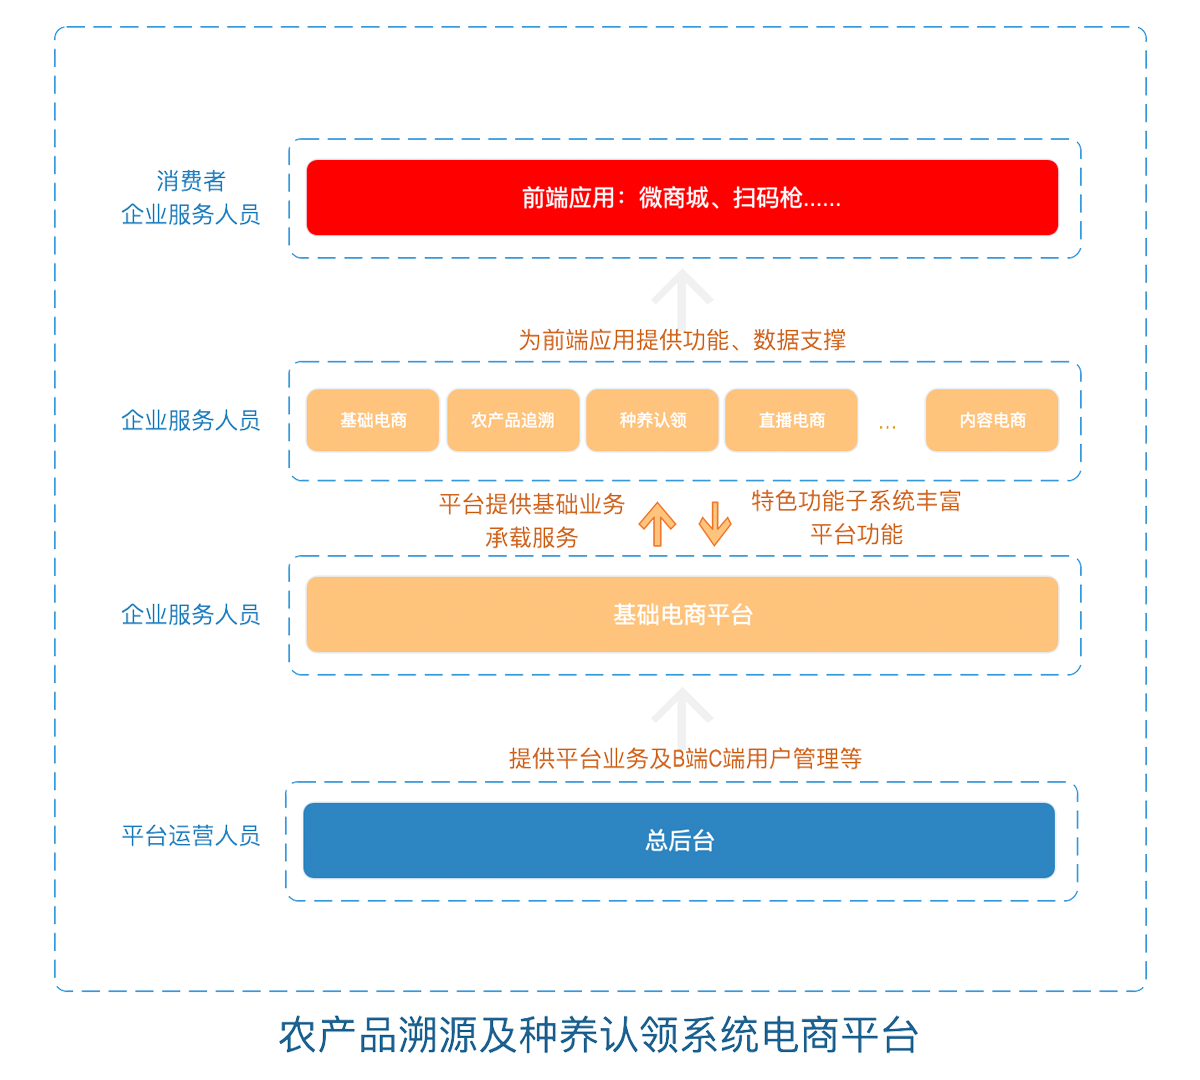 消费者
企业服务人员
前端应用：微商城、扫码枪......
为前端应用提供功能、数据支撑
企业服务人员
基础电商
农产品追溯
种养认领
直播电商
...
内容电商
平台提供基础业务
承载服务
特色功能子系统丰富
平台功能
企业服务人员
基础电商平台
提供平台业务及B端C端用户管理等
平台运营人员
总后台
农产品溯源及种养认领系统电商平台